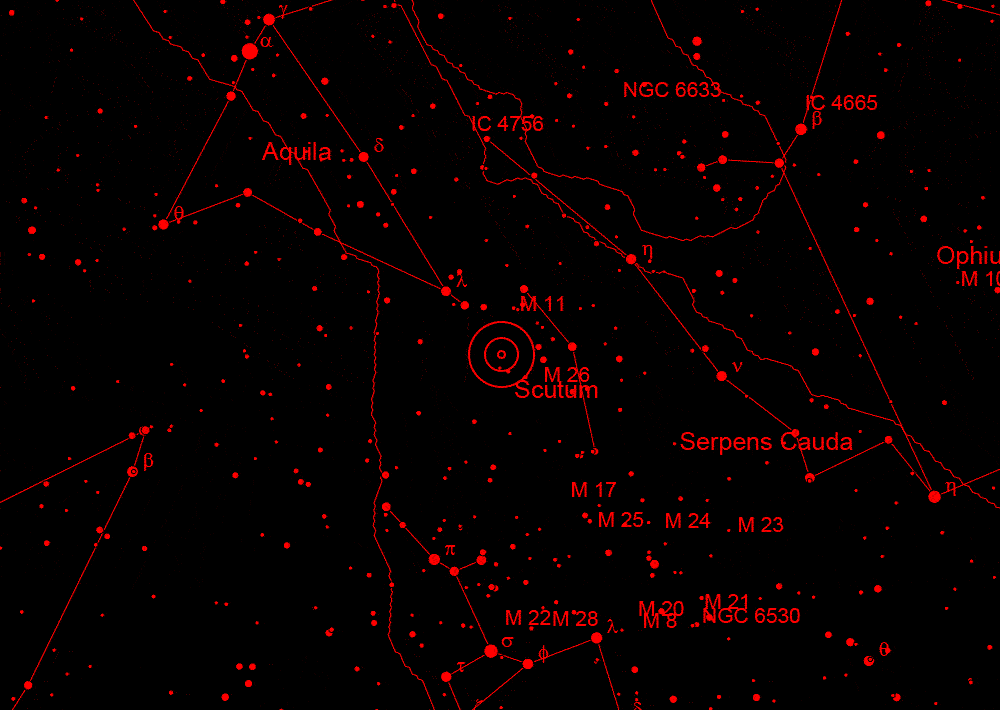 γ
α
NGC 6633
IC 4665
β
IC 4756
δ
Aquila
θ
η
Ophiu
M 10
λ
M 11
ν
M 26
Scutum
Serpens Cauda
β
η
M 17
M 25
M 24
M 23
π
M 20
M 21
M 22
M 28
M 8
NGC 6530
λ
σ
θ
φ
τ
δ